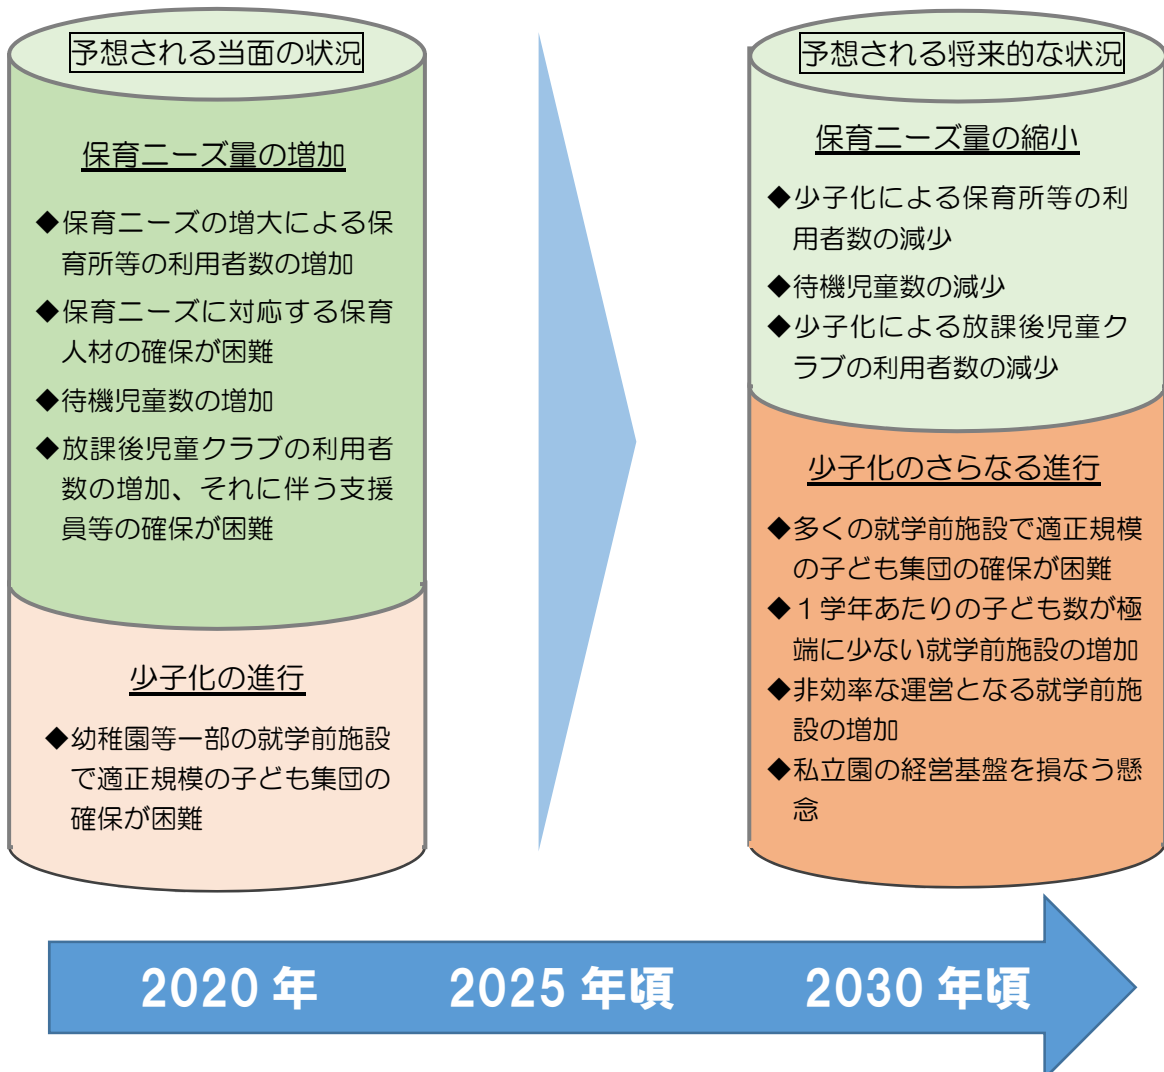 予想される当面の状況
保育ニーズ量の増加
◆保育ニーズの増大による保
育所等の利用者数の増加
◆保育ニーズに対応する保育
人材の確保が困難
◆待機児童数の増加
◆放課後児童クラブの利用者
数の増加、それに伴う支援
員等の確保が困難
少子化の進行
◆幼稚園等一部の就学前施設
で適正規模の子ども集団の
確保が困難
予想される将来的な状況
保育ニーズ量の縮小
◆少子化による保育所等の利
用者数の減少
◆待機児童数の減少
◆少子化による放課後児童ク
ラブの利用者数の減少
少子化のさらなる進行
◆多くの就学前施設で適正規模
の子ども集団の確保が困難
◆１学年あたりの子ども数が極
端に少ない就学前施設の増加
◆非効率な運営となる就学前施
設の増加
◆私立園の経営基盤を損なう懸
念
2020 年 2025 年頃 2030 年頃